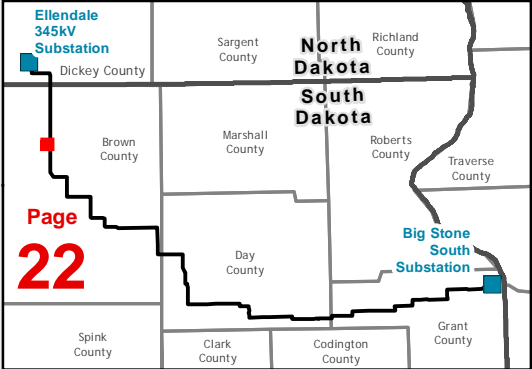 Ellendale
345kV
Substation
Dickey County
Sargent
County
North
Dakota
Richland
County
South
Dakota
Brown
County
Marshall
County
Roberts
County
Traverse
County
Page
22
Day
County
Big Stone
South
Substation
Spink
County
Clark
County
Codington
County
Grant
County